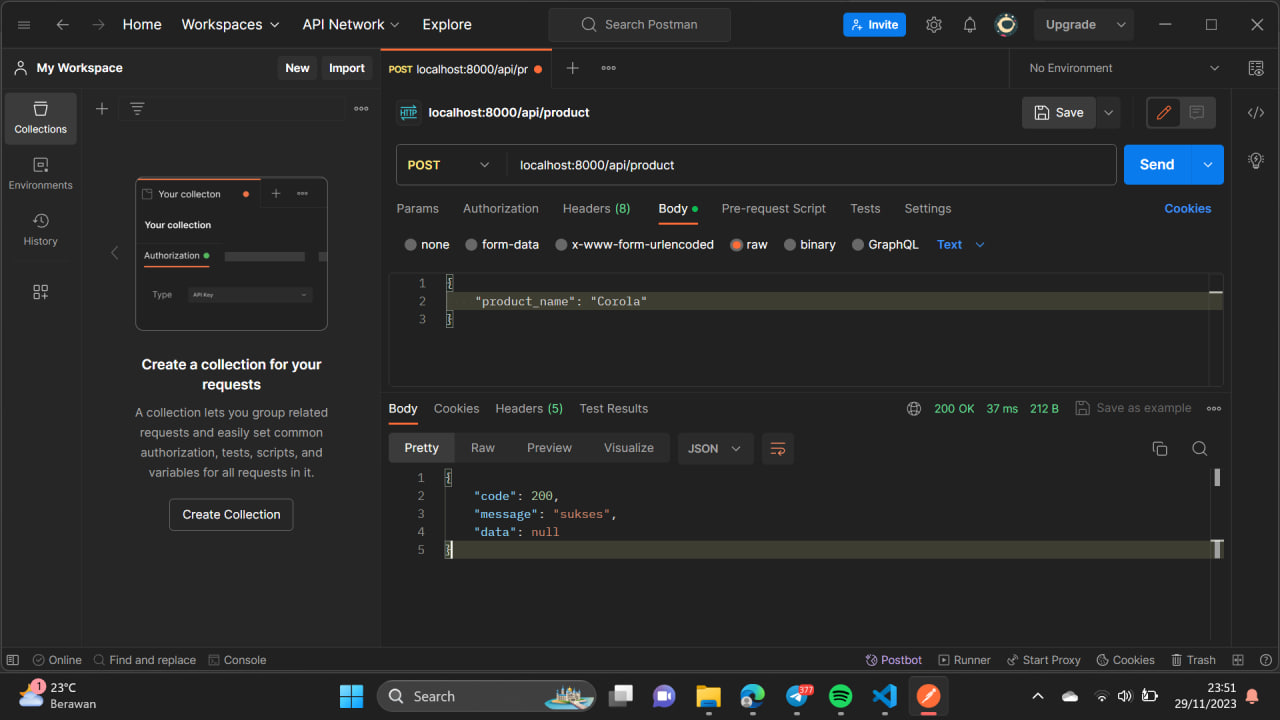 Home Workspaces API Network Explore Search Postman Invite Upgrade
My Workspace New Import POST localhost:8000/api/pr No Environment
Collections
Environments
History
Your collecton
Your collection
Authorization
Type API Key
Create a collection for your
requests
A collection lets you group related
requests and easily set common
authorization, tests, scripts, and
variables for all requests in it.
Create Collection
HTTP localhost:8000/api/product Save
POST localhost:8000/api/product Send
Params Authorization Headers (8) Body Pre-request Script Tests Settings Cookies
none form-data x-www-form-urlencoded raw binary GraphQL Text
1 {
2 "product_name": "Corola"
3 }
Body Cookies Headers (5) Test Results 200 OK 37 ms 212 B Save as example
Pretty Raw Preview Visualize JSON
1 {
2 "code": 200,
3 "message": "sukses",
4 "data": null
5 }
Online Find and replace Console Postbot Runner Start Proxy Cookies Trash
1 23°C
Berawan
Search
377
23:51
29/11/2023